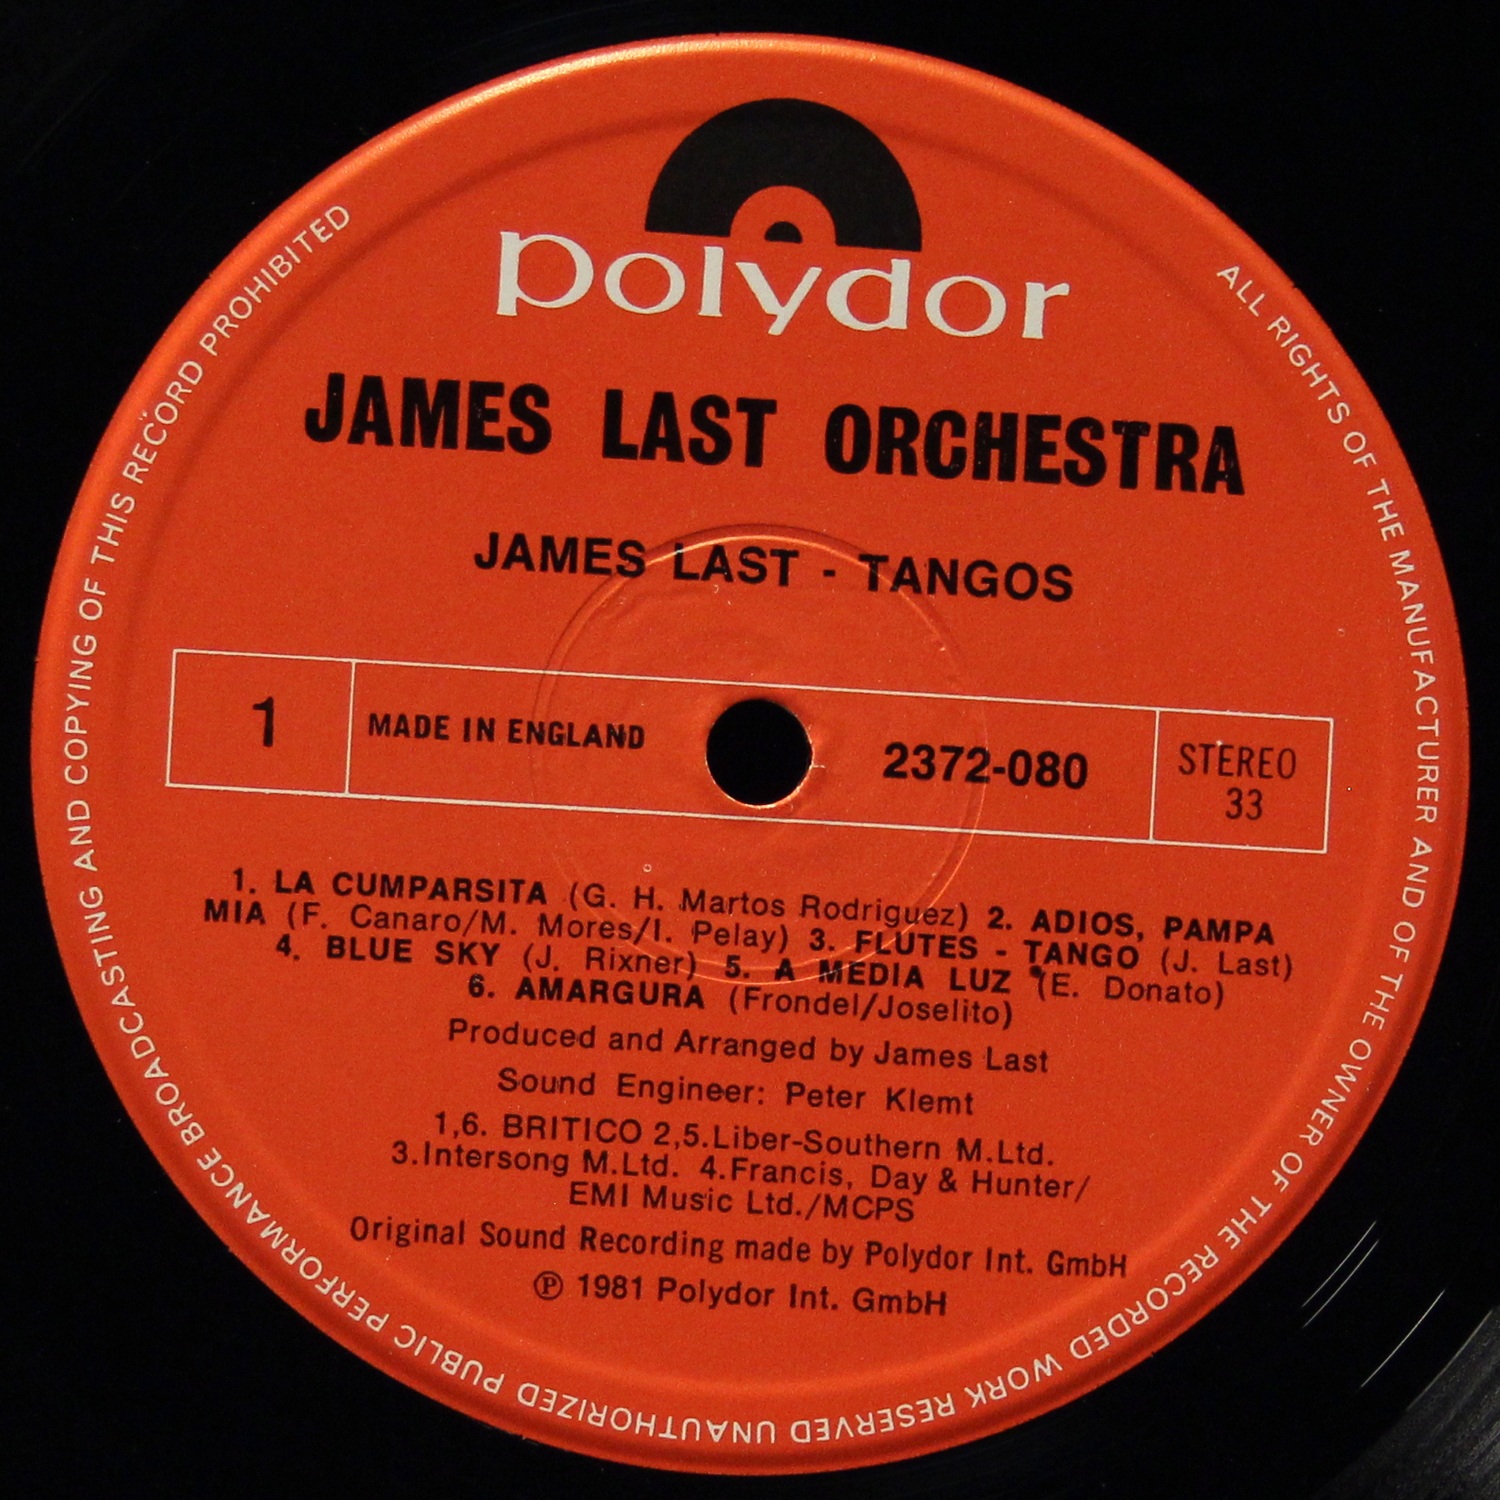 polydor
JAMES LAST ORCHESTRA
JAMES LAST - TANGOS
1
MADE IN ENGLAND
2372-080
STEREO
33
1. LA CUMPARSITA (G. H. Martos Rodriguez) 2. ADIOS, PAMPA
MIA (F. Canaro/M. Mores/I. Pelay) 3. FLUTES - TANGO (J. Last)
4. BLUE SKY (J. Rixner) 5. A MEDIA LUZ (E. Donato)
6. AMARGURA (Frondel/Joselito)
Produced and Arranged by James Last
Sound Engineer: Peter Klemt
1,6. BRITICO 2,5.Liber-Southern M.Ltd.
3.Intersong M.Ltd. 4.Francis, Day & Hunter/
EMI Music Ltd./MCPS
Original Sound Recording made by Polydor Int. GmbH
℗ 1981 Polydor Int. GmbH
ALL RIGHTS OF THE MANUFACTURER AND OF THE OWNER OF THE RECORDED WORK RESERVED UNAUTHORIZED PUBLIC PERFORMANCE BROADCASTING AND COPYING OF THIS RECORD PROHIBITED